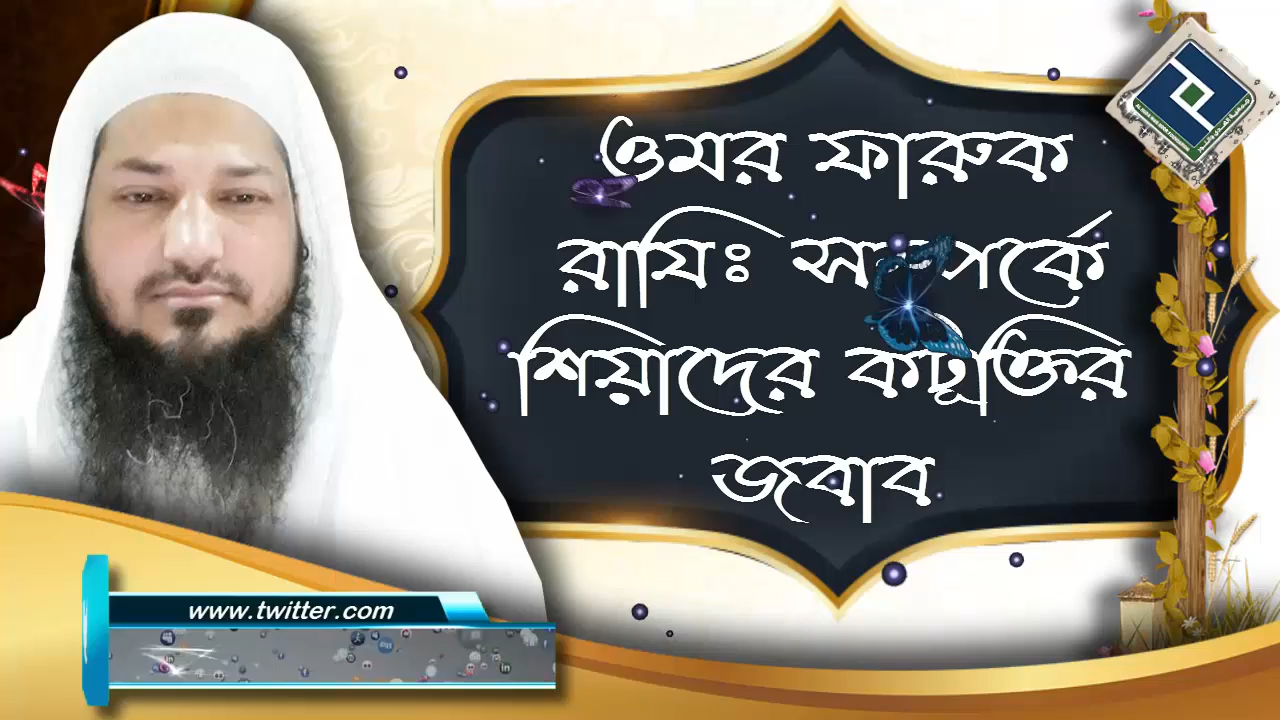 ওমর ফারুক
রাযিঃ সম্পর্কে
শিয়াদের কটূক্তির
জবাব
www.twitter.com